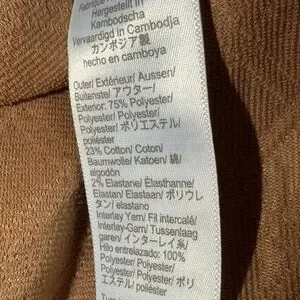 Fabriqué
Hergestellt in
Kambodscha
Vervaardigd in Cambodja
カンボジア製
hecho en camboya
Outer/ Extérieur/ Aussen/
Buitenste/ アウター/
Exterior: 75% Polyester/
Polyester/ Polyester/
Polyester/ ポリエステル/
poliéster
23% Cotton/ Coton/
Baumwolle/ Katoen/ 綿/
algodón
2% Elastane/ Élasthanne/
Elastan/ Elastaan/ ポリウレ
タン/ elastano
Interlay Yarn/ Fil intercalé/
Interlay-Garn/ Tussenlaag
garen/ インターレイ糸/
Hilo entrelazado: 100%
Polyester/ Polyester/
Polyester/ Polyester/ ポリ
エステル/ poliéster